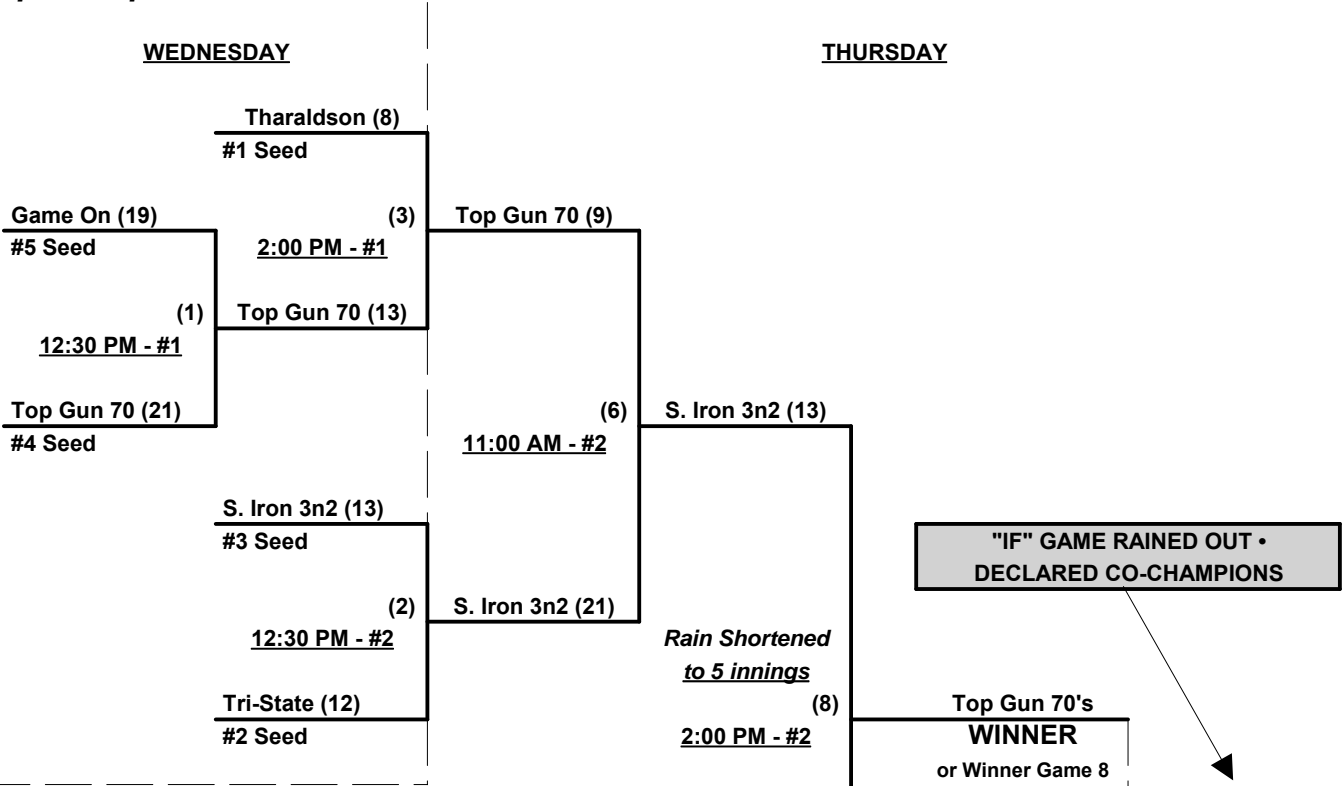 WEDNESDAY
THURSDAY
Tharaldson (8)
#1 Seed
Game On (19)
(3)
Top Gun 70 (9)
#5 Seed
2:00 PM - #1
(1)
Top Gun 70 (13)
12:30 PM - #1
Top Gun 70 (21)
(6)
S. Iron 3n2 (13)
#4 Seed
11:00 AM - #2
S. Iron 3n2 (13)
#3 Seed
"IF" GAME RAINED OUT •
DECLARED CO-CHAMPIONS
(2)
S. Iron 3n2 (21)
12:30 PM - #2
Rain Shortened
to 5 innings
Tri-State (12)
(8)
Top Gun 70's
#2 Seed
2:00 PM - #2
WINNER
or Winner Game 8